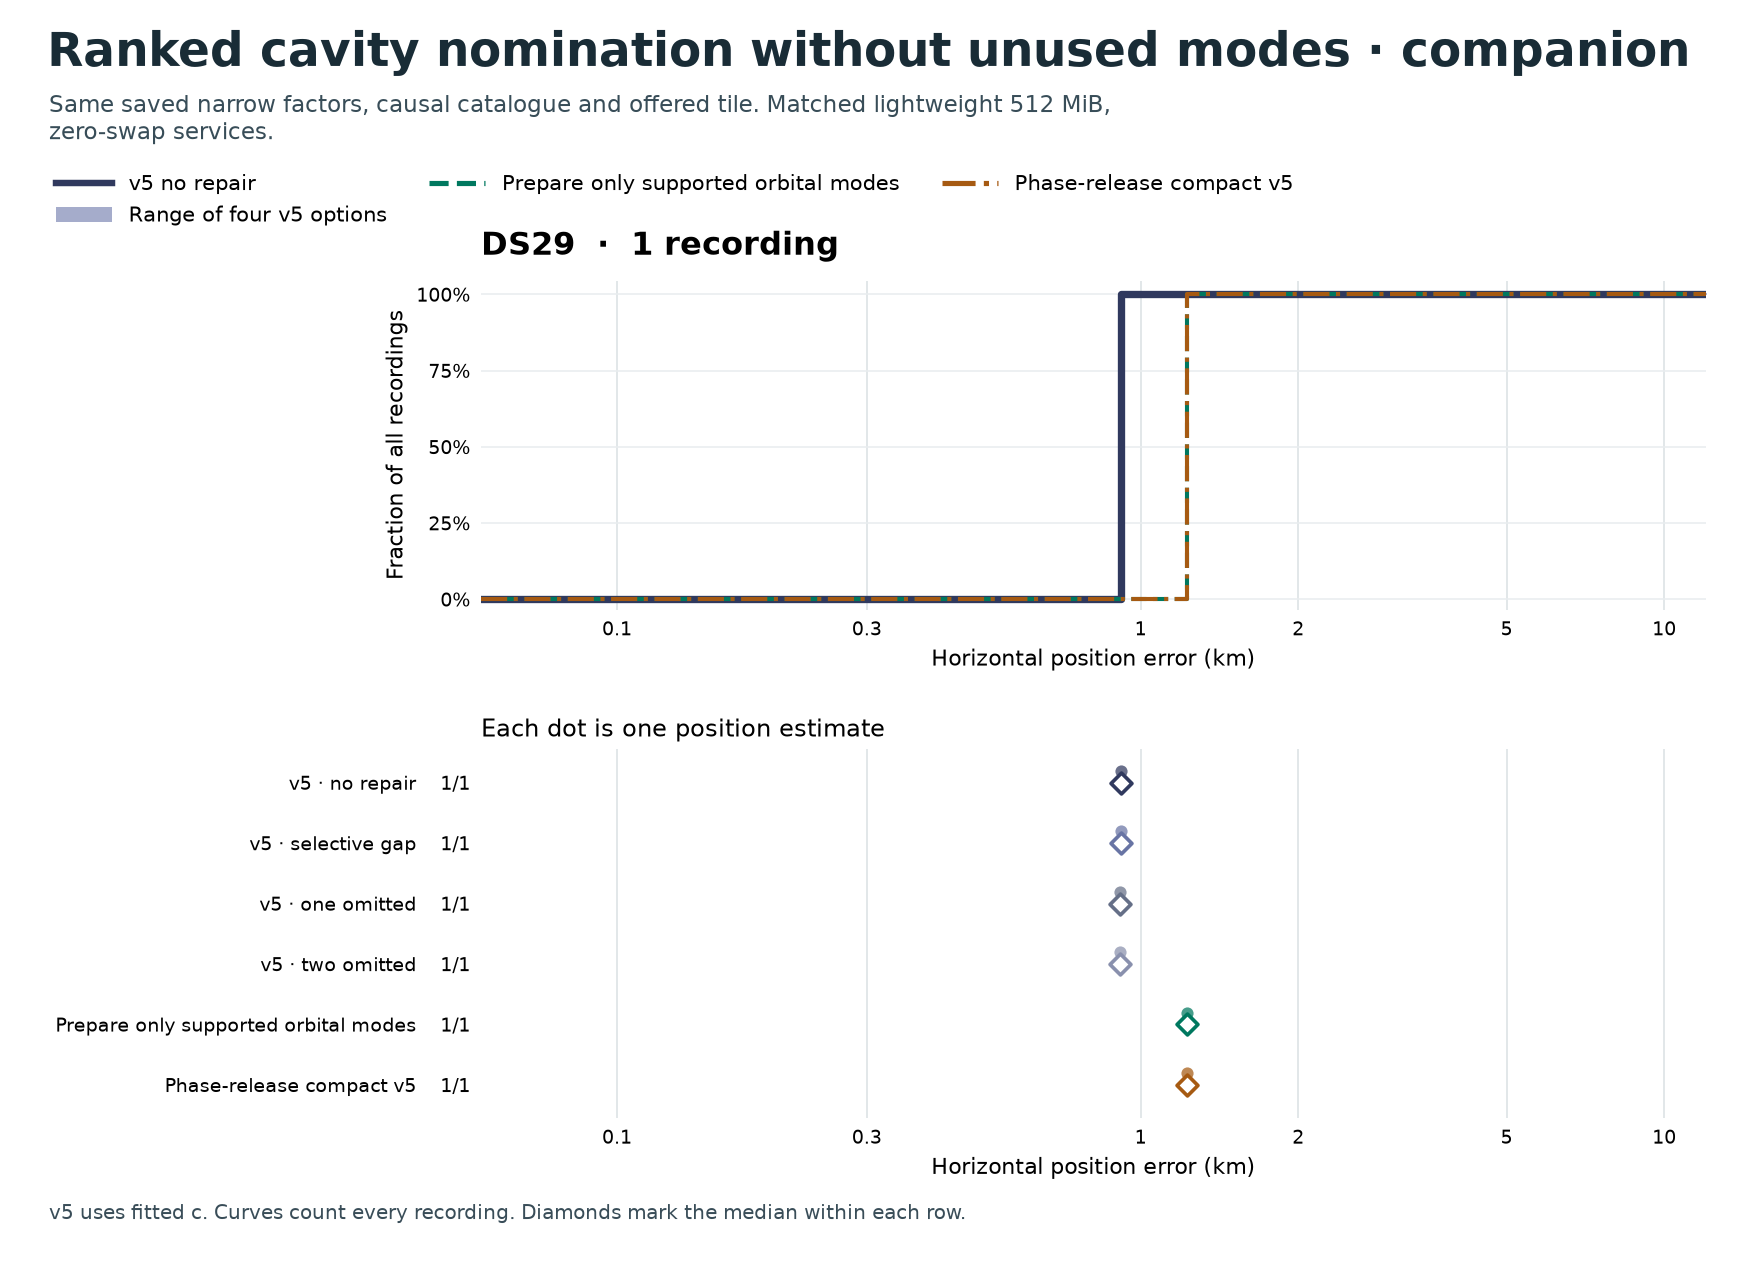 Ranked cavity nomination without unused modes · companion
Same saved narrow factors, causal catalogue and offered tile. Matched lightweight 512 MiB,
zero-swap services.
v5 no repair
Prepare only supported orbital modes
Phase-release compact v5
Range of four v5 options
DS29 · 1 recording
Fraction of all recordings
100%
75%
50%
25%
0%
0.1 0.3 1 2 5 10
Horizontal position error (km)
Each dot is one position estimate
v5 · no repair 1/1
v5 · selective gap 1/1
v5 · one omitted 1/1
v5 · two omitted 1/1
Prepare only supported orbital modes 1/1
Phase-release compact v5 1/1
0.1 0.3 1 2 5 10
Horizontal position error (km)
v5 uses fitted c. Curves count every recording. Diamonds mark the median within each row.